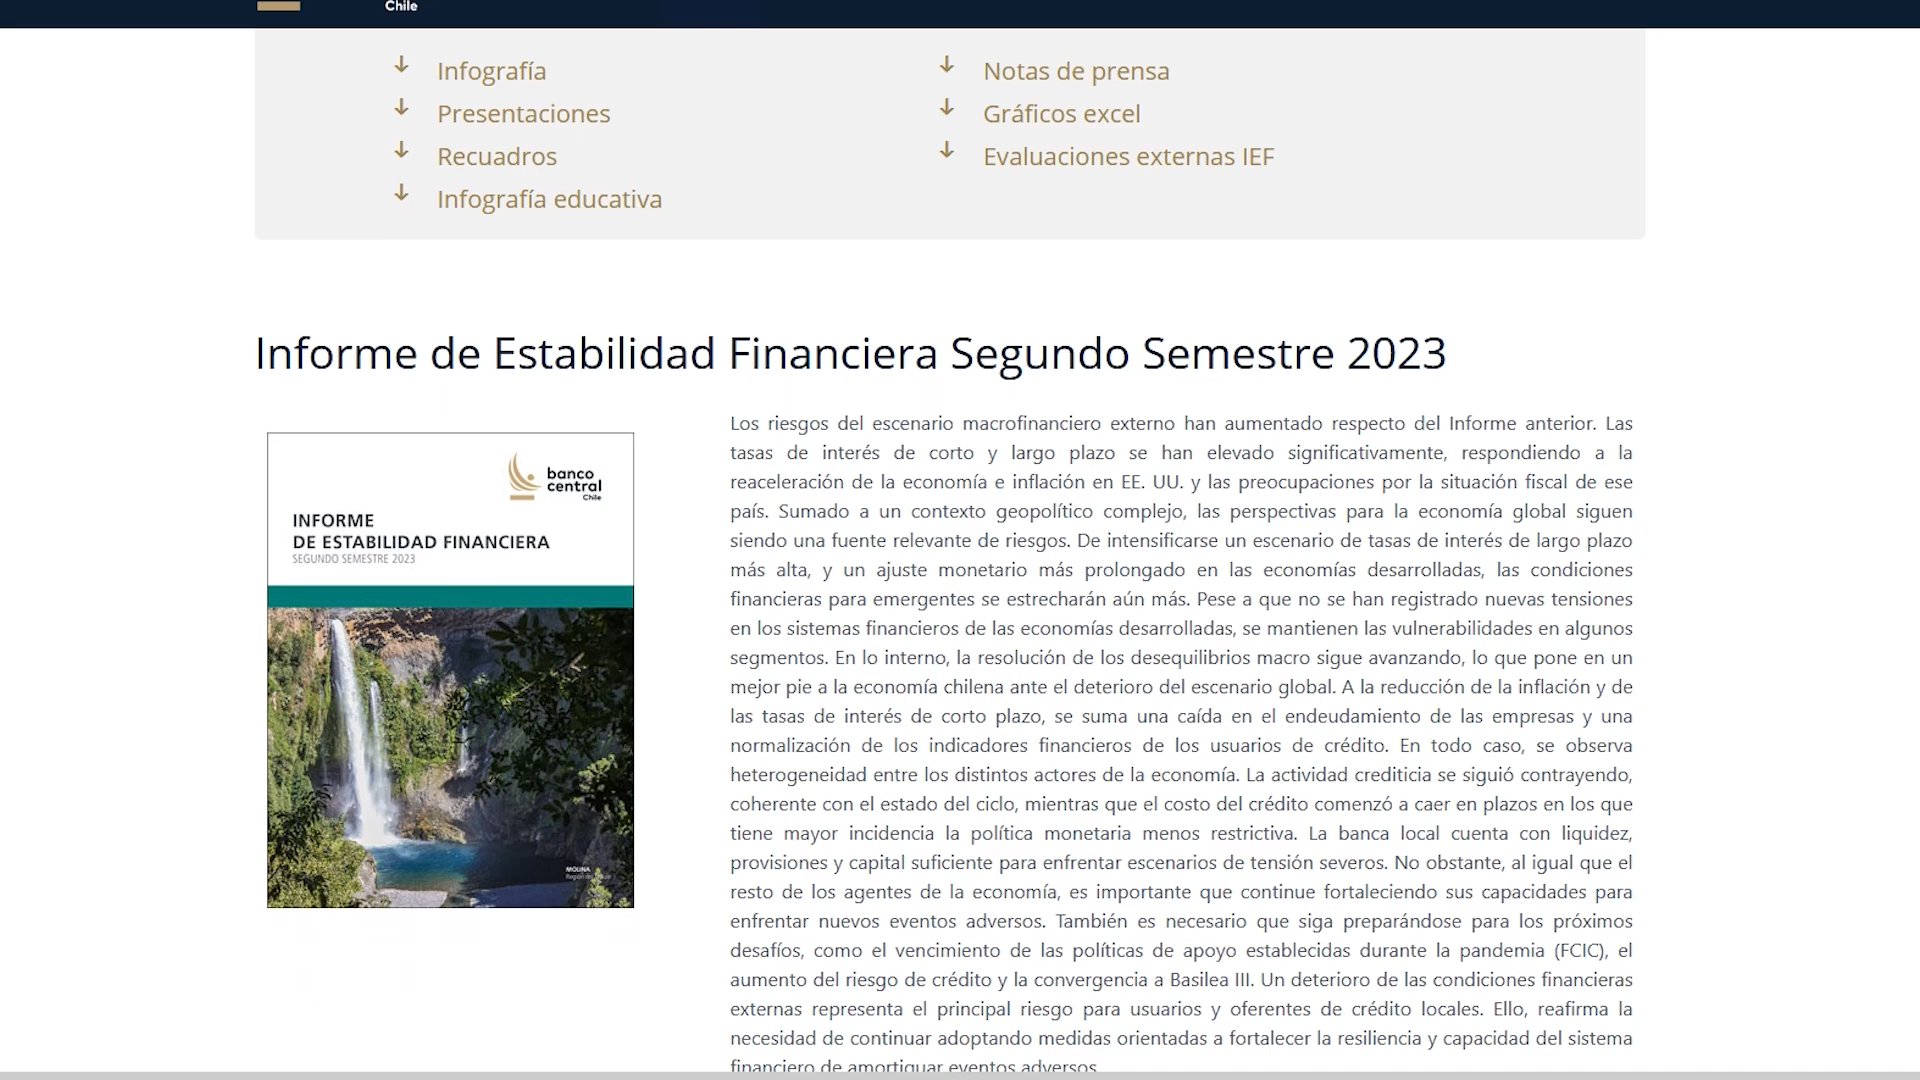 Chile
Infografía
Presentaciones
Recuadros
Infografía educativa
Notas de prensa
Gráficos excel
Evaluaciones externas IEF
Informe de Estabilidad Financiera Segundo Semestre 2023
banco
central
Chile
INFORME
DE ESTABILIDAD FINANCIERA
SEGUNDO SEMESTRE 2023
MOLINA
Los riesgos del escenario macrofinanciero externo han aumentado respecto del Informe anterior. Las
tasas de interés de corto y largo plazo se han elevado significativamente, respondiendo a la
reaceleración de la economía e inflación en EE. UU. y las preocupaciones por la situación fiscal de ese
país. Sumado a un contexto geopolítico complejo, las perspectivas para la economía global siguen
siendo una fuente relevante de riesgos. De intensificarse un escenario de tasas de interés de largo plazo
más alta, y un ajuste monetario más prolongado en las economías desarrolladas, las condiciones
financieras para emergentes se estrecharán aún más. Pese a que no se han registrado nuevas tensiones
en los sistemas financieros de las economías desarrolladas, se mantienen las vulnerabilidades en algunos
segmentos. En lo interno, la resolución de los desequilibrios macro sigue avanzando, lo que pone en un
mejor pie a la economía chilena ante el deterioro del escenario global. A la reducción de la inflación y de
las tasas de interés de corto plazo, se suma una caída en el endeudamiento de las empresas y una
normalización de los indicadores financieros de los usuarios de crédito. En todo caso, se observa
heterogeneidad entre los distintos actores de la economía. La actividad crediticia se siguió contrayendo,
coherente con el estado del ciclo, mientras que el costo del crédito comenzó a caer en plazos en los que
tiene mayor incidencia la política monetaria menos restrictiva. La banca local cuenta con liquidez,
provisiones y capital suficiente para enfrentar escenarios de tensión severos. No obstante, al igual que el
resto de los agentes de la economía, es importante que continue fortaleciendo sus capacidades para
enfrentar nuevos eventos adversos. También es necesario que siga preparándose para los próximos
desafíos, como el vencimiento de las políticas de apoyo establecidas durante la pandemia (FCIC), el
aumento del riesgo de crédito y la convergencia a Basilea III. Un deterioro de las condiciones financieras
externas representa el principal riesgo para usuarios y oferentes de crédito locales. Ello, reafirma la
necesidad de continuar adoptando medidas orientadas a fortalecer la resiliencia y capacidad del sistema
financiero de amortiguar eventos adversos.